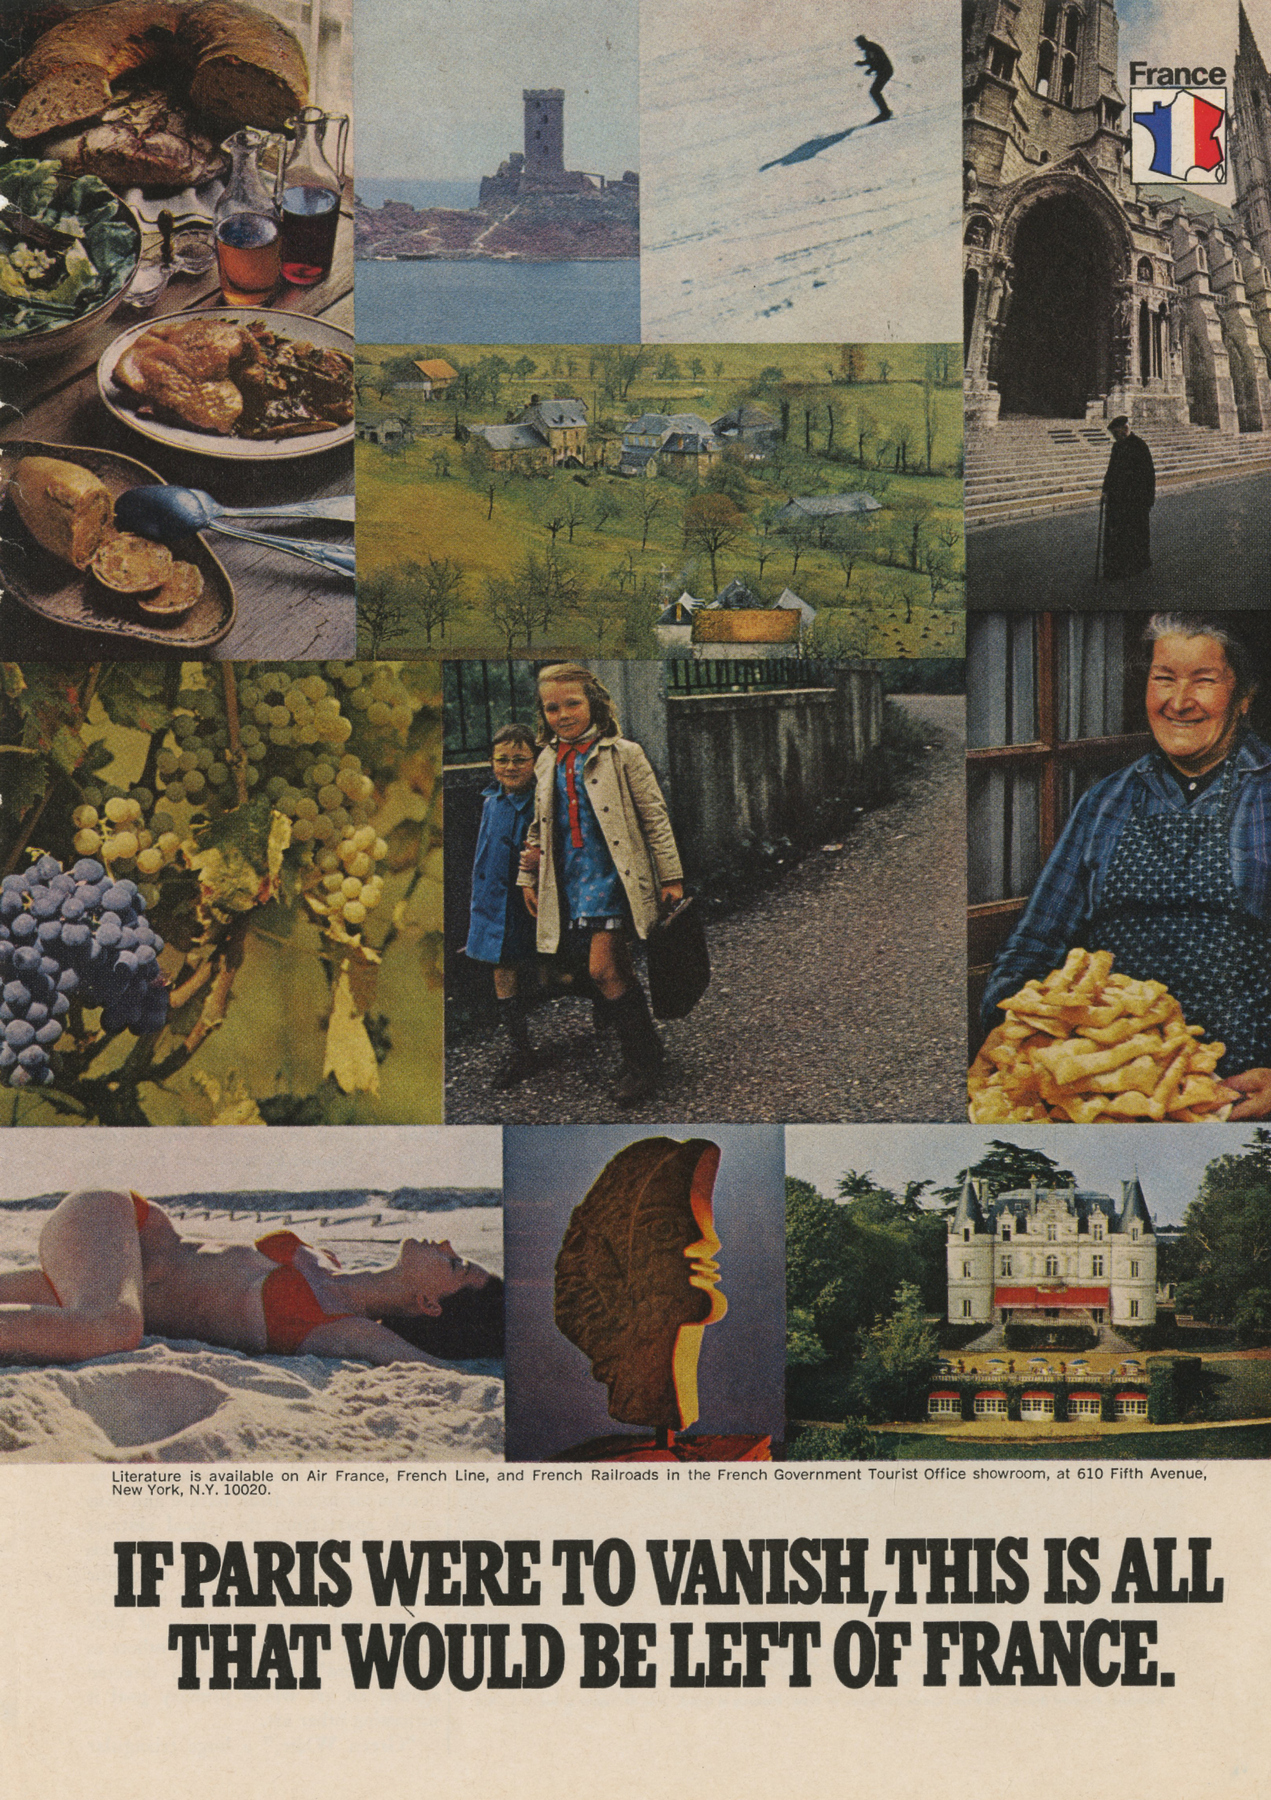 France
Literature is available on Air France, French Line, and French Railroads in the French Government Tourist Office showroom, at 610 Fifth Avenue,
New York, N.Y. 10020.
IF PARIS WERE TO VANISH, THIS IS ALL
THAT WOULD BE LEFT OF FRANCE.